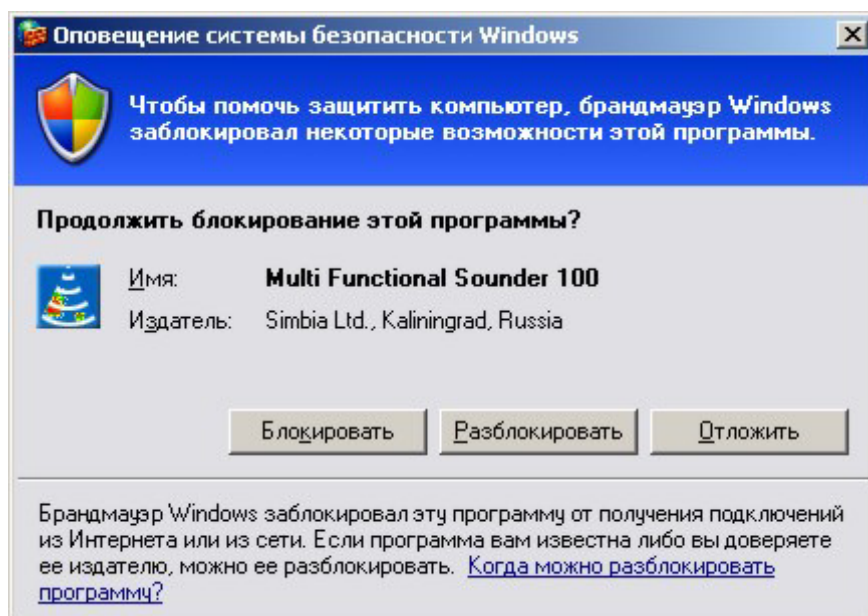 Оповещение системы безопасности Windows
Чтобы помочь защитить компьютер, брандмауэр Windows
заблокировал некоторые возможности этой программы.
Продолжить блокирование этой программы?
Имя: Multi Functional Sounder 100
Издатель: Simbia Ltd., Kaliningrad, Russia
Блокировать Разблокировать Отложить
Брандмауэр Windows заблокировал эту программу от получения подключений
из Интернета или из сети. Если программа вам известна либо вы доверяете
ее издателю, можно ее разблокировать. Когда можно разблокировать
программу?